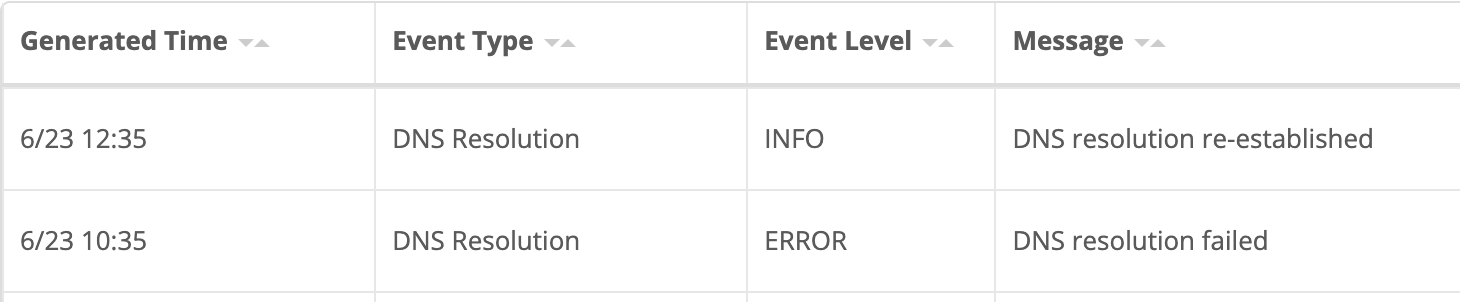 Generated Time Event Type Event Level Message
6/23 12:35 DNS Resolution INFO DNS resolution re-established
6/23 10:35 DNS Resolution ERROR DNS resolution failed